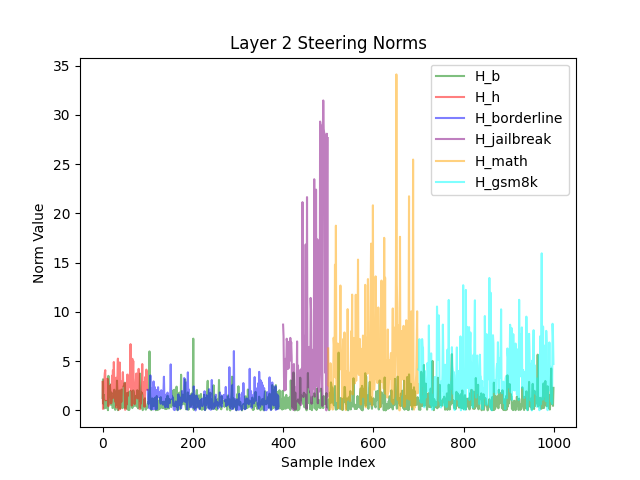 Layer 2 Steering Norms
35
30
25
20
15
10
5
0
Norm Value
0 200 400 600 800 1000
Sample Index
H_b
H_h
H_borderline
H_jailbreak
H_math
H_gsm8k